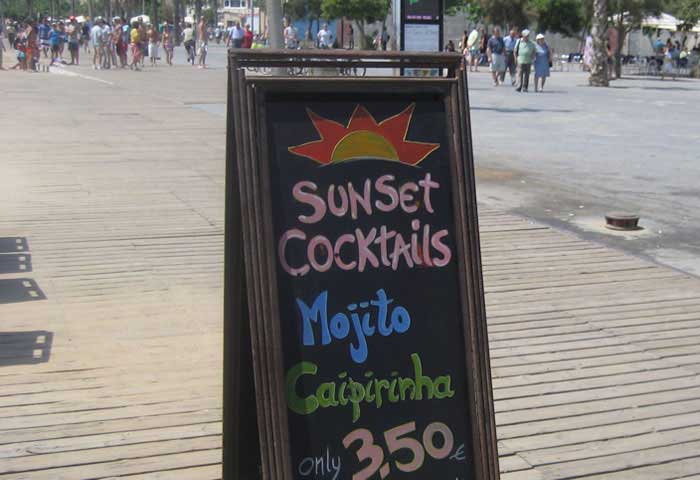 SUNSET
COCKTAILS
Mojito
Caipirinha
only 3.50 €